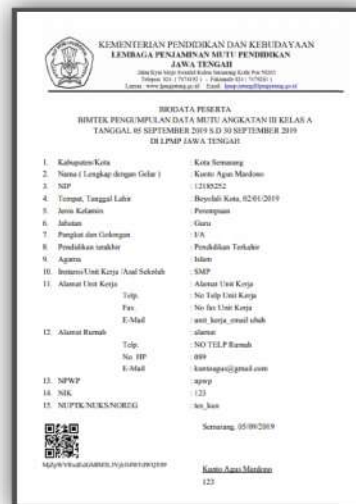 KEMENTERIAN PENDIDIKAN DAN KEBUDAYAAN
LEMBAGA PENJAMINAN MUTU PENDIDIKAN
JAWA TENGAH
BIODATA PESERTA
BIMTEK PENGUMPULAN DATA MUTU ANGKATAN III KELAS A
TANGGAL 05 SEPTEMBER 2019 S.D 30 SEPTEMBER 2019
DI LPMP JAWA TENGAH
1. Kabupaten/Kota : Kota Semarang
2. Nama ( Lengkap dengan Gelar ) : Kunto Agus Mardono
3. NIP : 12185252
4. Tempat, Tanggal Lahir : Boyolali Kota, 02/01/2019
5. Jenis Kelamin : Perempuan
6. Jabatan : Guru
7. Pangkat dan Golongan : I/A
8. Pendidikan terakhir : Pendidikan Terkahir
9. Agama : Islam
10. Instansi/Unit Kerja /Asal Sekolah : SMP
11. Alamat Unit Kerja : Alamat Unit Kerja
Telp. : No Telp Unit Kerja
Fax. : No fax Unit Kerja
E-Mail : unit_kerja_email ubah
12. Alamat Rumah : alamat
Telp. : NO TELP Rumah
No. HP : 089
E-Mail : kuntoagus@gmail.com
13. NPWP : npwp
14. NIK : 123
15. NUPTK/NUKS/NOREG : tes_kun
Semarang, 05/09/2019
Kunto Agus Mardono
123